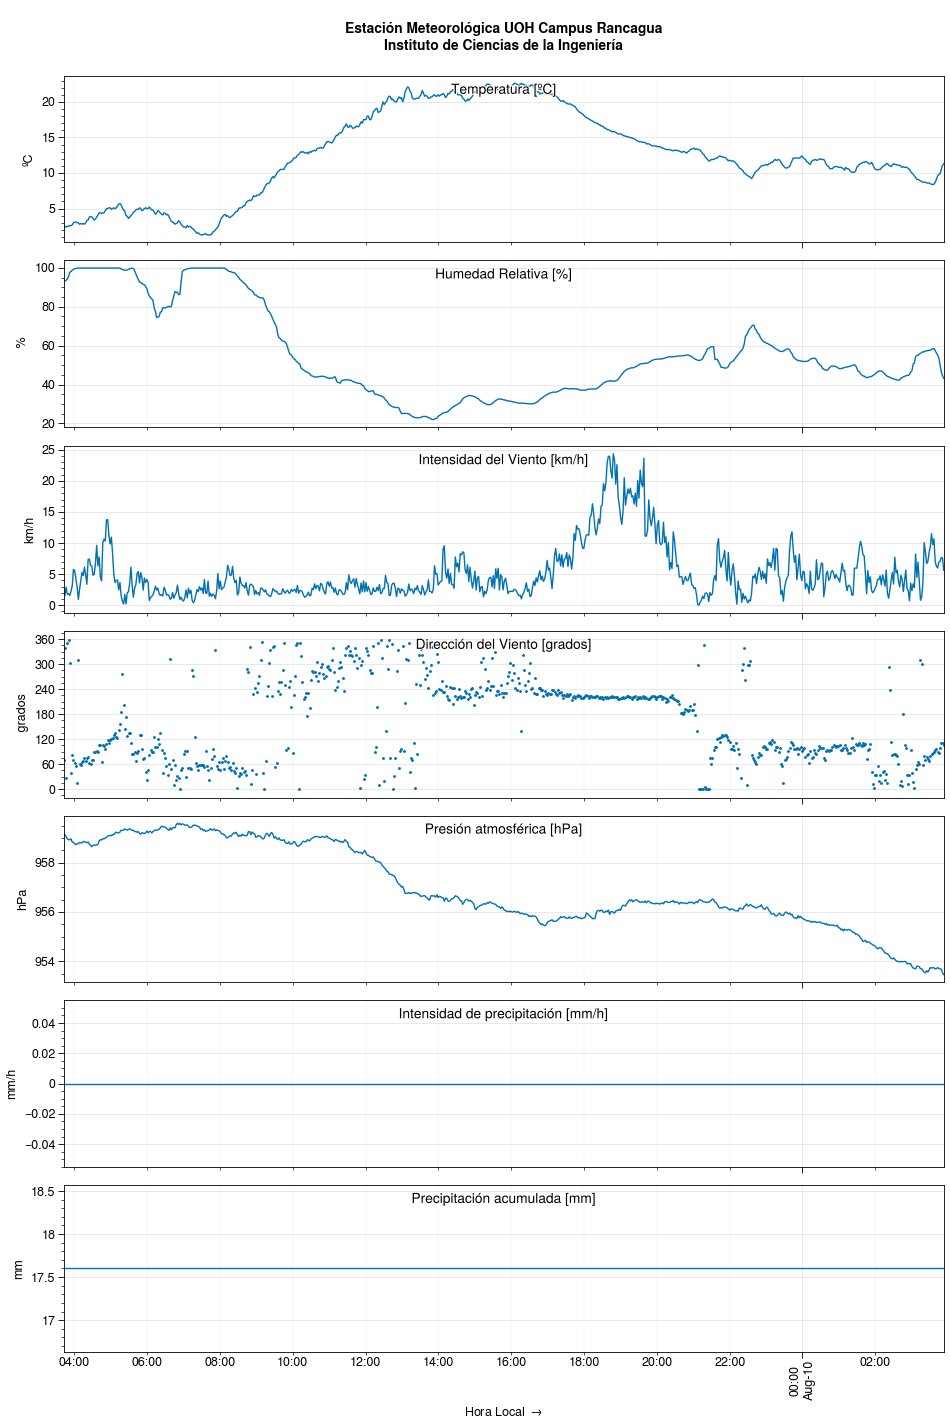 Estación Meteorológica UOH Campus Rancagua
Instituto de Ciencias de la Ingeniería
Temperatura [ºC]
ºC
20
15
10
5
Humedad Relativa [%]
%
100
80
60
40
20
Intensidad del Viento [km/h]
km/h
25
20
15
10
5
0
Dirección del Viento [grados]
grados
360
300
240
180
120
60
0
Presión atmosférica [hPa]
hPa
958
956
954
Intensidad de precipitación [mm/h]
mm/h
0.04
0.02
0
−0.02
−0.04
Precipitación acumulada [mm]
mm
18.5
18
17.5
17
04:00 06:00 08:00 10:00 12:00 14:00 16:00 18:00 20:00 22:00 00:00 02:00
Aug-10
Hora Local →